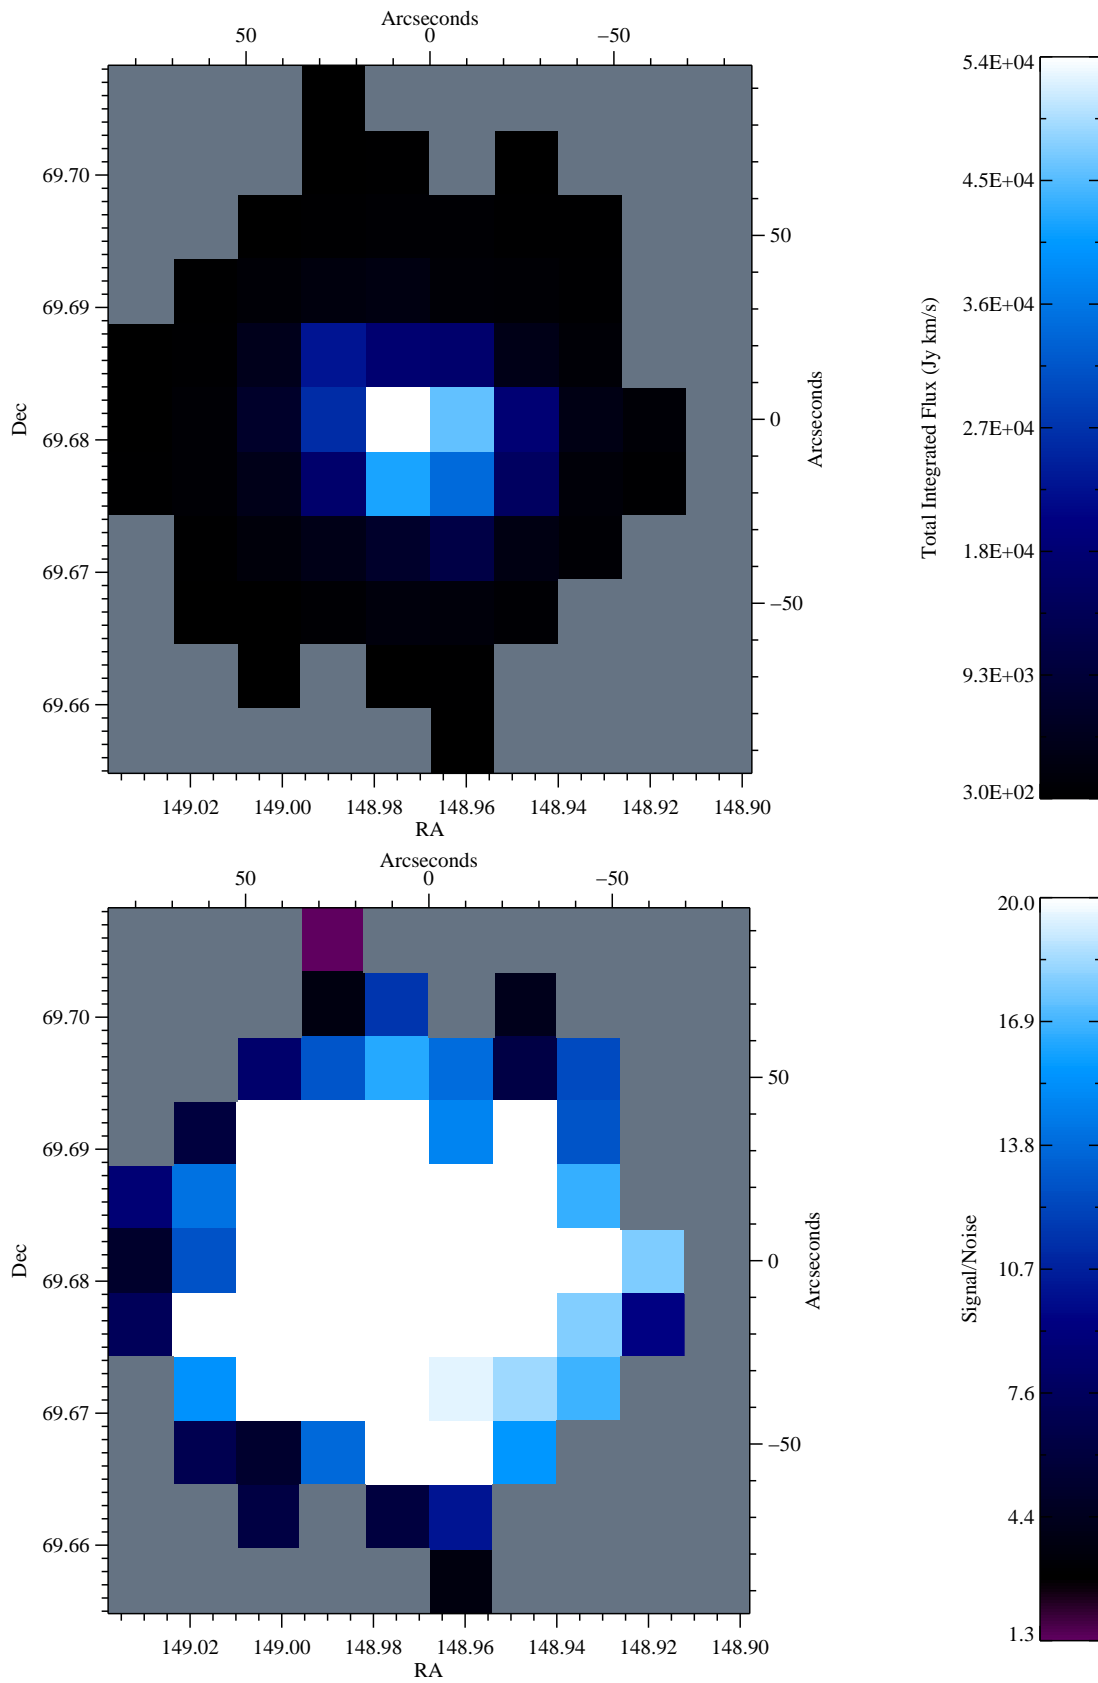 Arcseconds
50 0 −50
5.4E+04
4.5E+04
3.6E+04
2.7E+04
1.8E+04
9.3E+03
3.0E+02
Total Integrated Flux (Jy km/s)
69.70
69.69
69.68
69.67
69.66
Dec
50
0
−50
Arcseconds
149.02 149.00 148.98 148.96 148.94 148.92 148.90
RA
Arcseconds
50 0 −50
20.0
16.9
13.8
10.7
7.6
4.4
1.3
Signal/Noise
69.70
69.69
69.68
69.67
69.66
Dec
50
0
−50
Arcseconds
149.02 149.00 148.98 148.96 148.94 148.92 148.90
RA